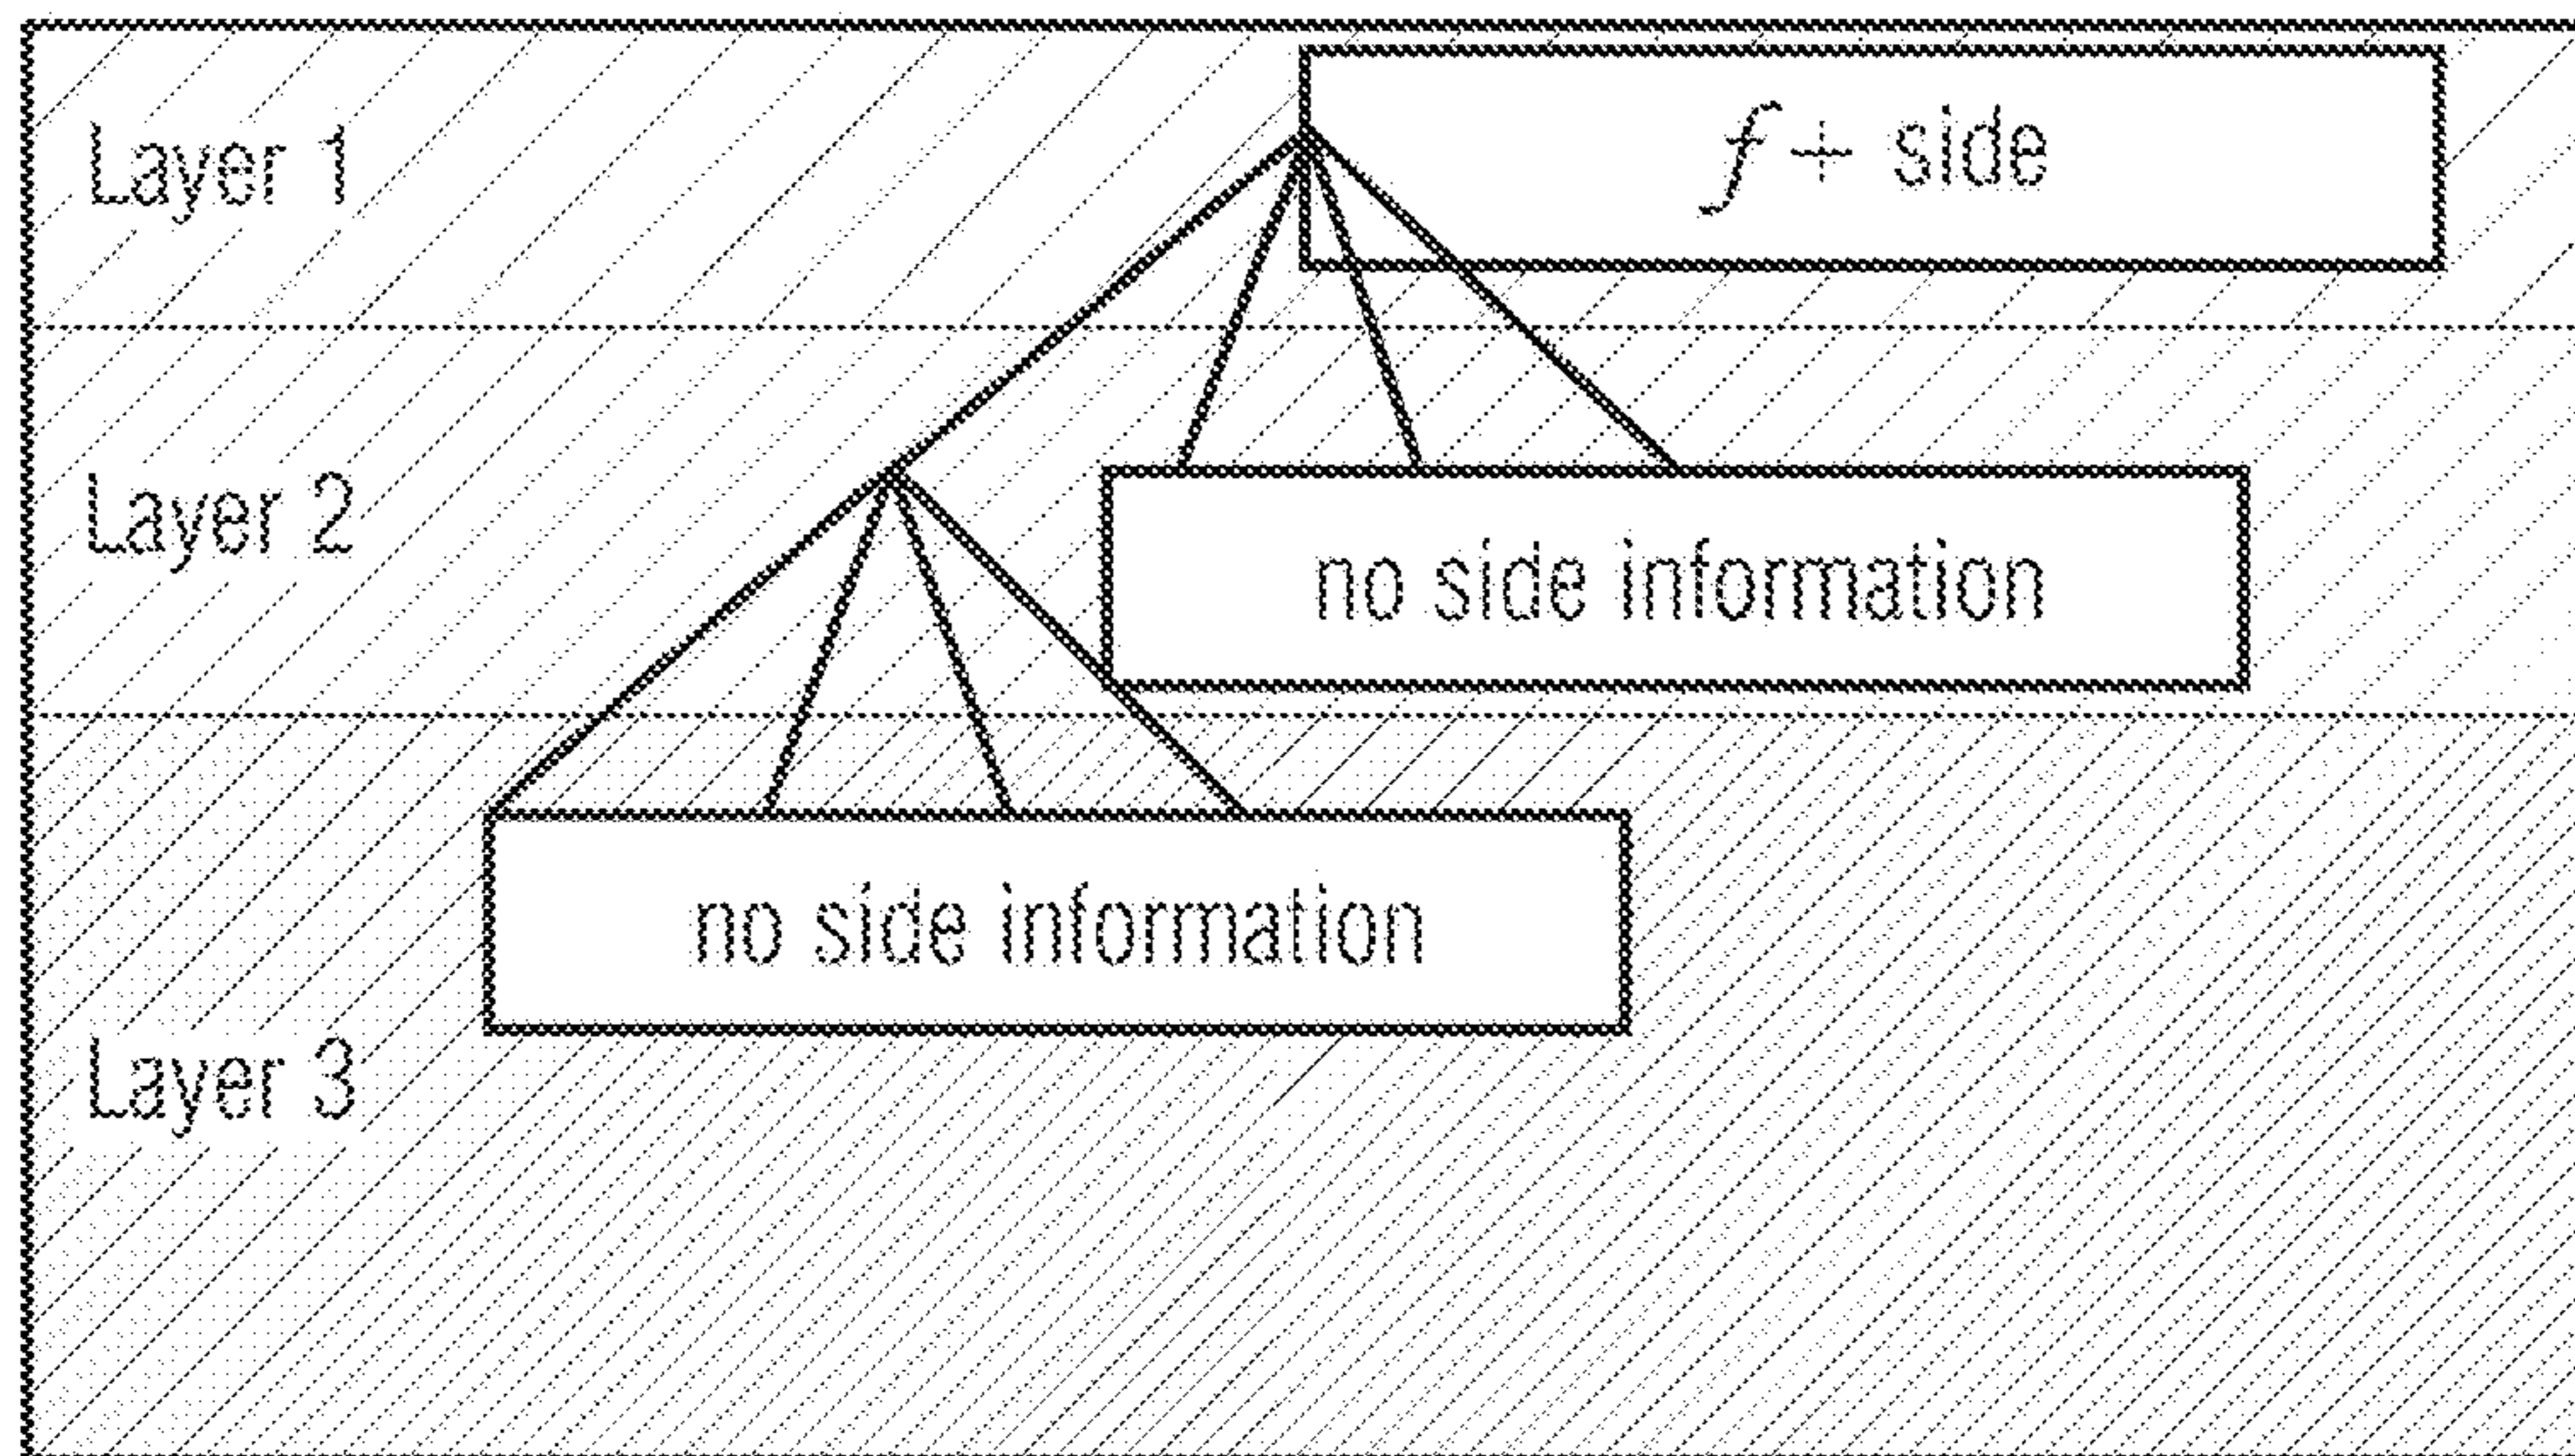 Layer 1
f + side
Layer 2
no side information
no side information
Layer 3